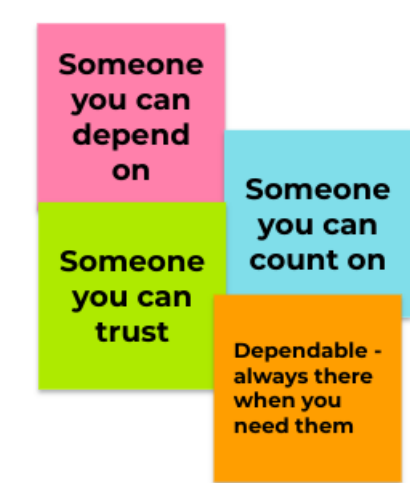 Someone
you can
depend
on
Someone
you can
count on
Someone
you can
trust
Dependable -
always there
when you
need them